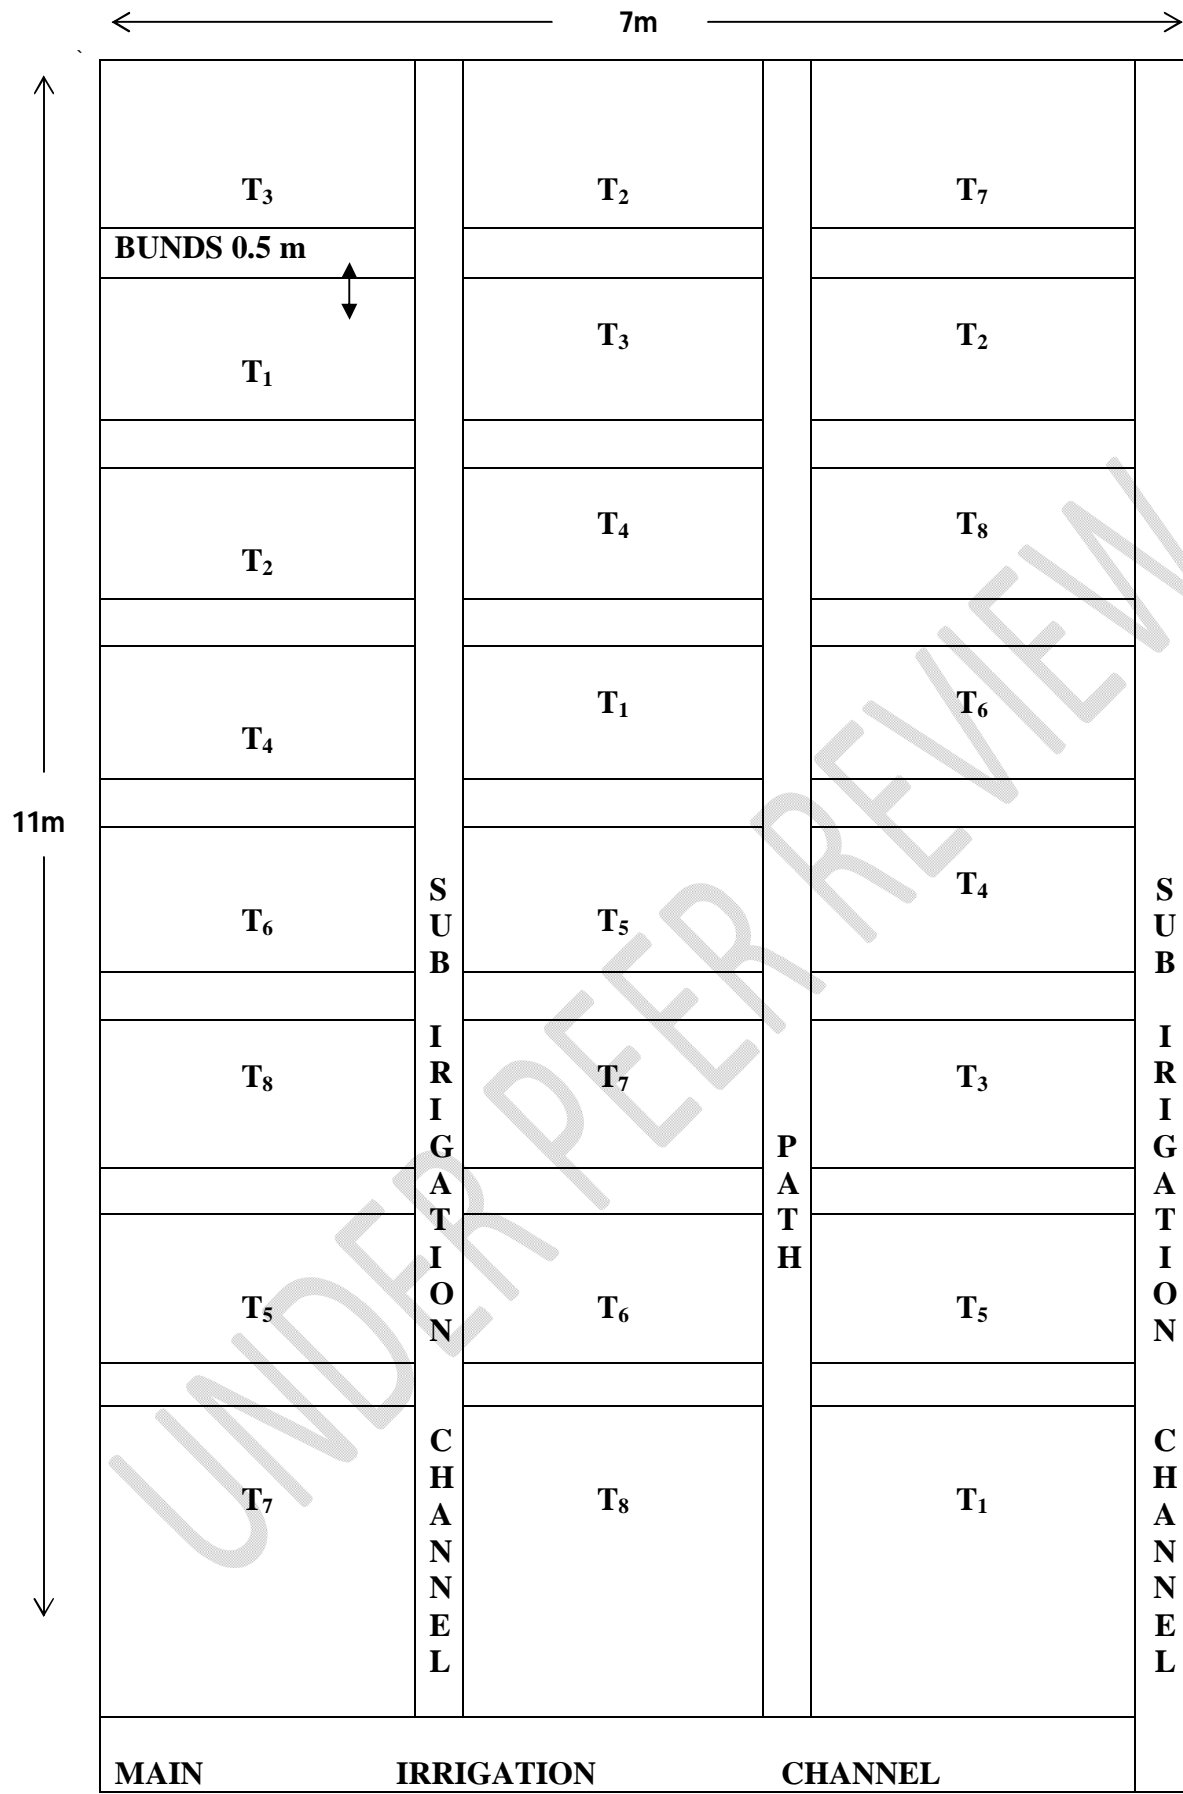 7m
T₃ T₂ T₇
BUNDS 0.5 m
T₃ T₂
T₁
T₄ T₈
T₂
T₁ T₆
T₄
11m
T₄
T₆ T₅
T₈ T₇ T₃
T₅ T₆ T₅
T₇ T₈ T₁
SUB IRIGATION CHANNEL
PATH
SUB IRIGATION CHANNEL
MAIN IRRIGATION CHANNEL
UNDER PEER REVIEW